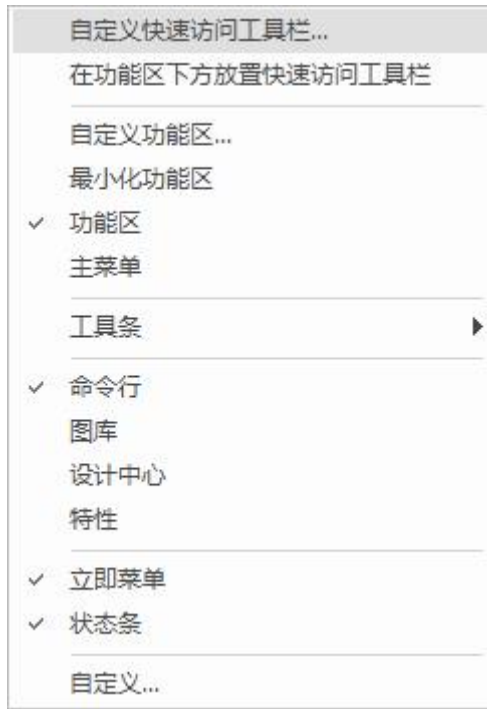 自定义快速访问工具栏...
在功能区下方放置快速访问工具栏
自定义功能区...
最小化功能区
功能区
主菜单
工具条
命令行
图库
设计中心
特性
立即菜单
状态条
自定义...